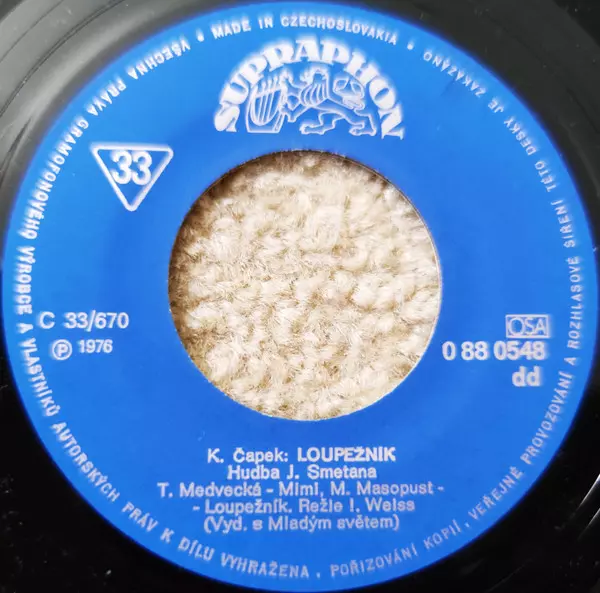 VŠECHNA PRÁVA GRAMOFONOVÉHO VÝROBCE A VLASTNÍKŮ AUTORSKÝCH PRÁV K DÍLU VYHRAŽENA. POŘIZOVÁNÍ KOPIÍ, VEŘEJNÉ PROVOZOVÁNÍ A ROZHLASOVÉ ŠÍŘENÍ TÉTO DESKY JE ZAKÁZÁNO
• MADE IN CZECHOSLOVAKIA •
SUPRAPHON
33
C 33/670
Ⓟ 1976
OSA
0 88 0548
dd
K. Čapek: LOUPEŽNÍK
Hudba J. Smetana
T. Medvecká - Mimi, M. Masopust -
- Loupežník. Režie I. Weiss
(Vyd. s Mladým světem)